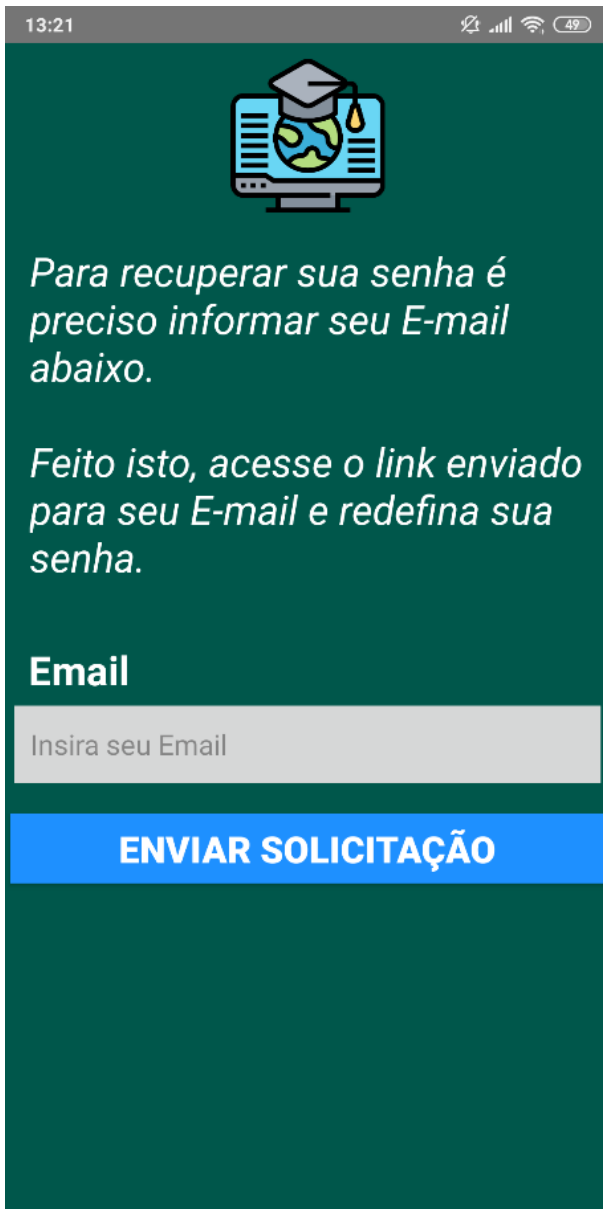 13:21
49
Para recuperar sua senha é
preciso informar seu E-mail
abaixo.
Feito isto, acesse o link enviado
para seu E-mail e redefina sua
senha.
Email
Insira seu Email
ENVIAR SOLICITAÇÃO